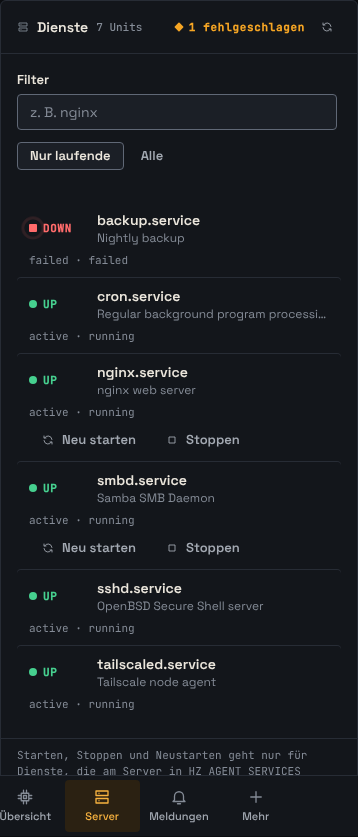 Dienste 7 Units 1 fehlgeschlagen
Filter
z. B. nginx
Nur laufende Alle
DOWN backup.service
Nightly backup
failed · failed
UP cron.service
Regular background program processi…
active · running
UP nginx.service
nginx web server
active · running
Neu starten Stoppen
UP smbd.service
Samba SMB Daemon
active · running
Neu starten Stoppen
UP sshd.service
OpenBSD Secure Shell server
active · running
UP tailscaled.service
Tailscale node agent
active · running
Starten, Stoppen und Neustarten geht nur für
Dienste, die am Server in HZ_AGENT_SERVICES
Übersicht Server Meldungen Mehr